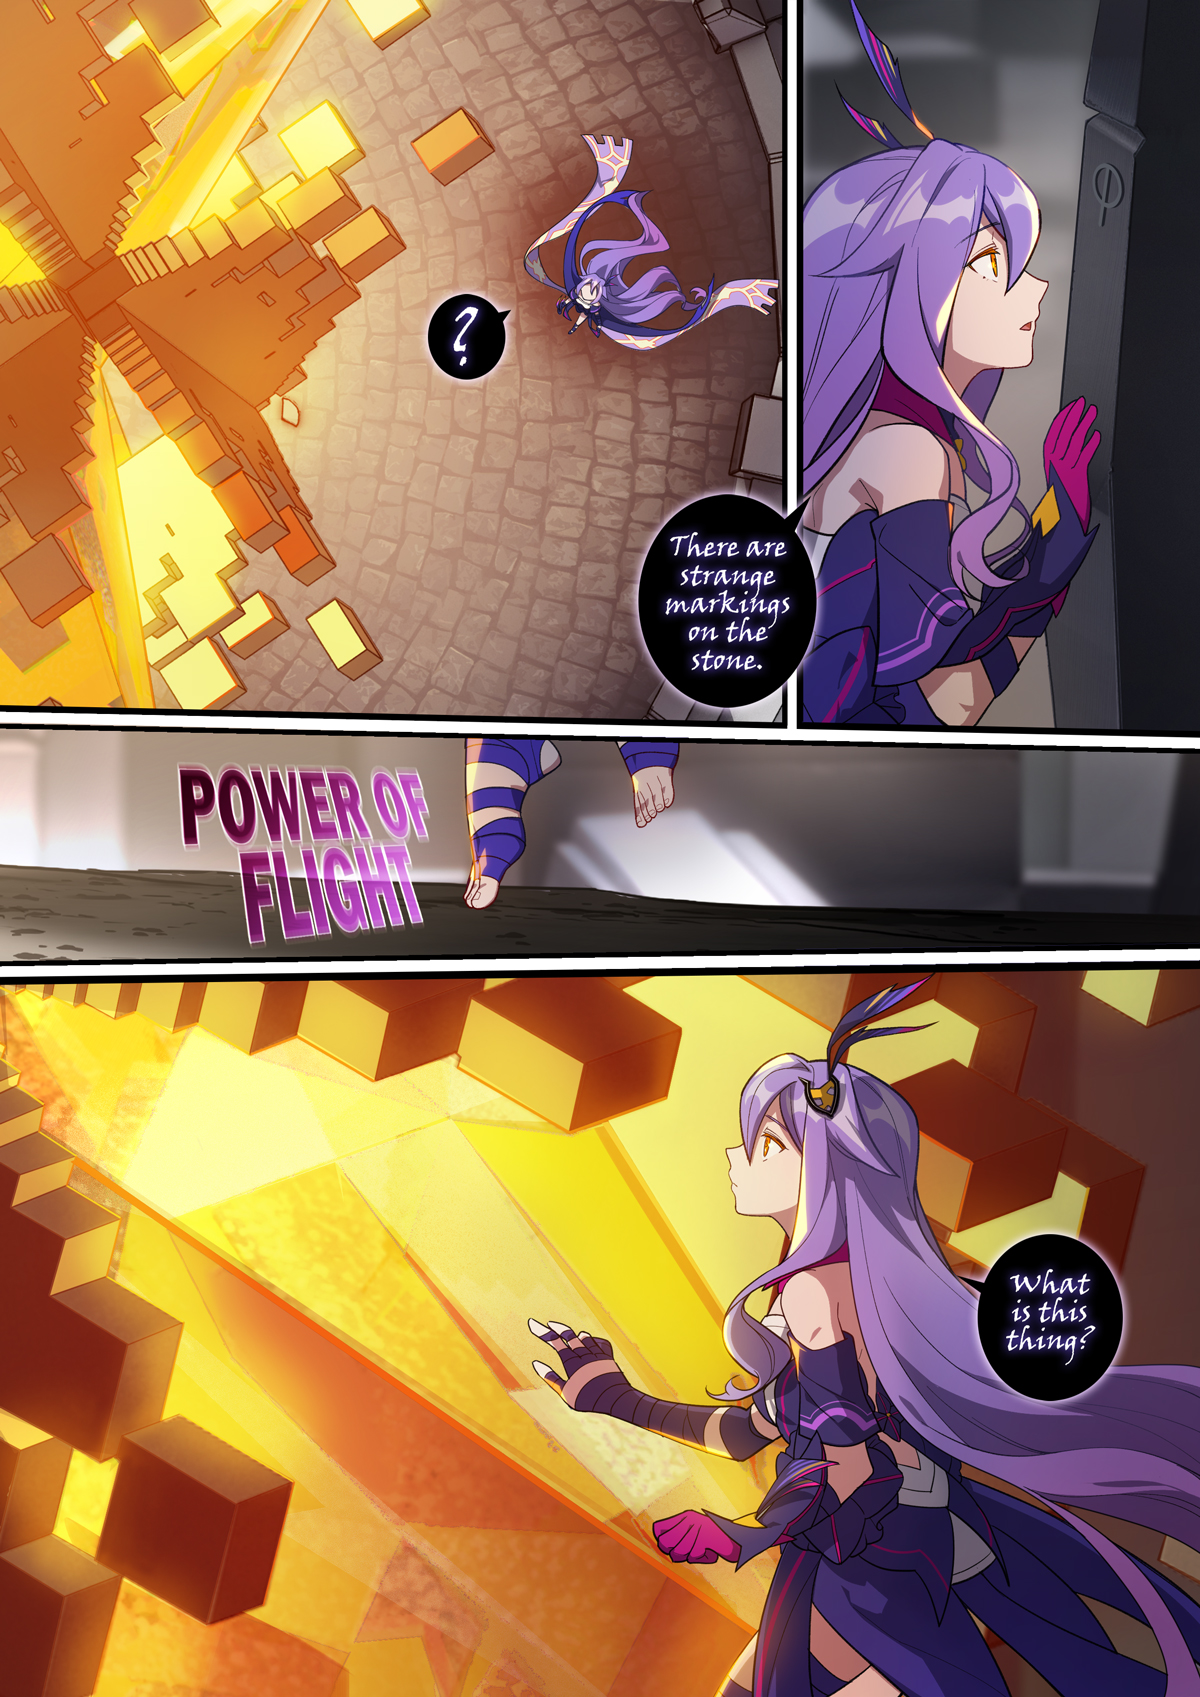 ?
There are
strange
markings
on the
stone.
POWER OF
FLIGHT
What
is this
thing?